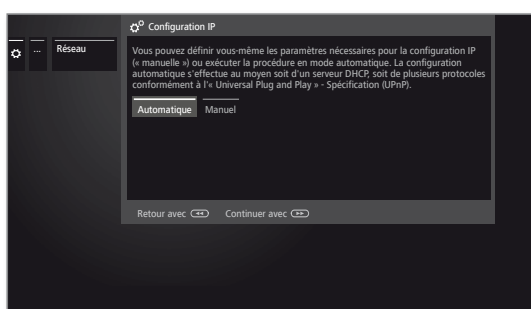 Configuration IP
...
Réseau
Vous pouvez définir vous-même les paramètres nécessaires pour la configuration IP
(« manuelle ») ou exécuter la procédure en mode automatique. La configuration
automatique s'effectue au moyen soit d'un serveur DHCP, soit de plusieurs protocoles
conformément à l'« Universal Plug and Play » - Spécification (UPnP).
Automatique Manuel
Retour avec Continuer avec